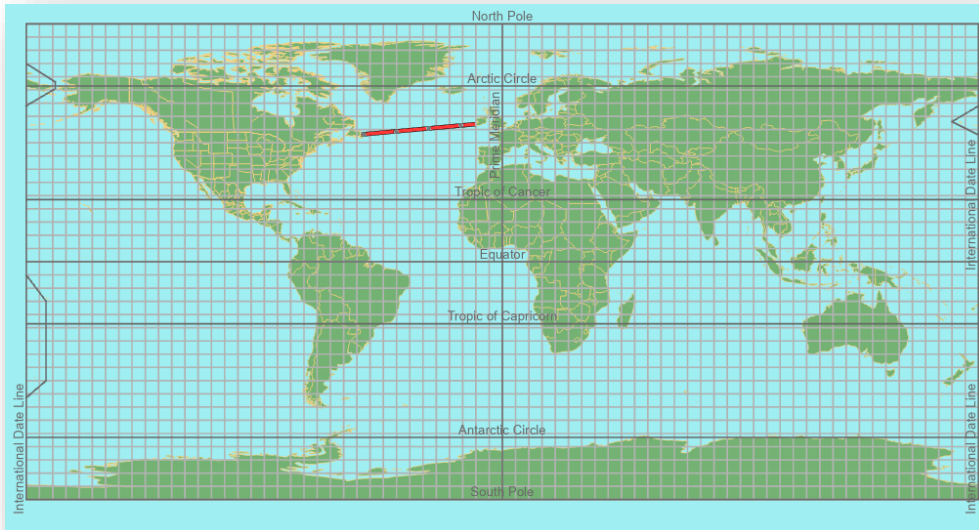 North Pole
Arctic Circle
Prime Meridian
Tropic of Cancer
International Date Line
Equator
Tropic of Capricorn
International Date Line
Antarctic Circle
International Date Line
South Pole